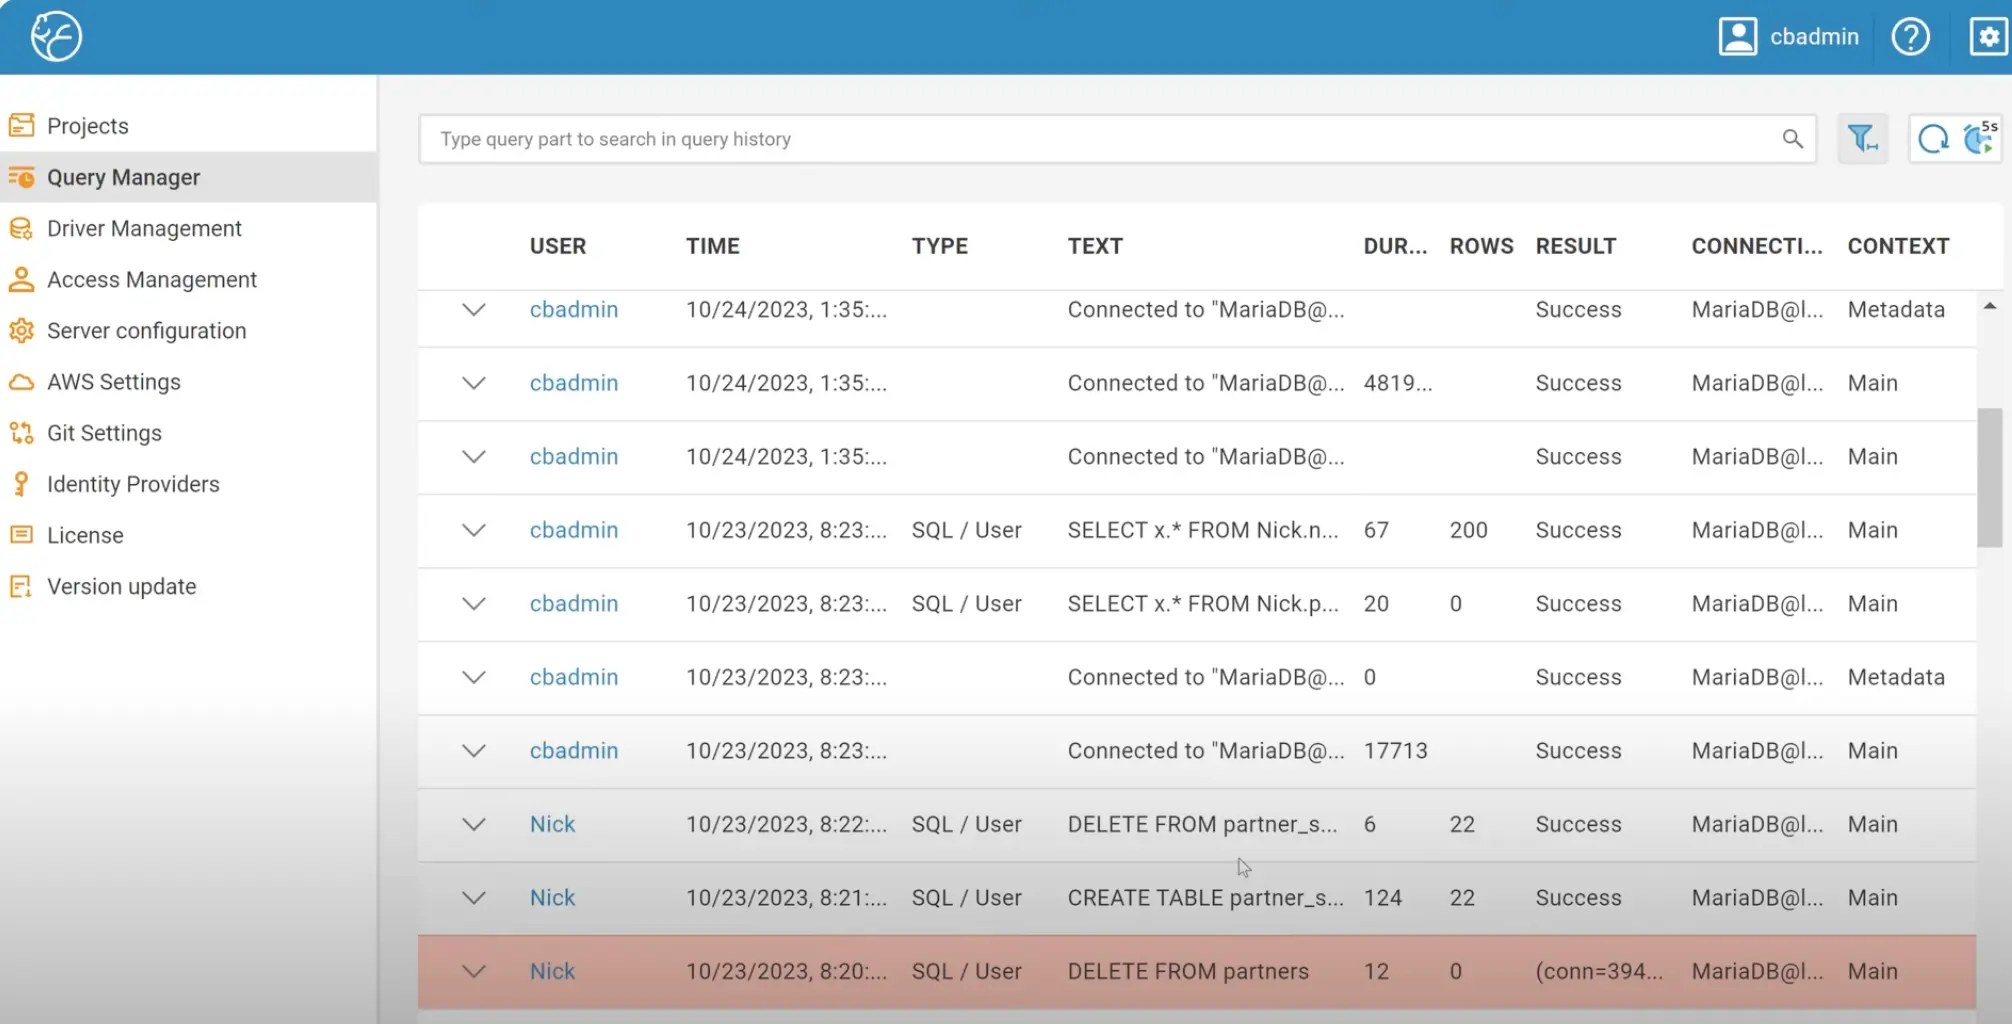 cbadmin
Projects
Query Manager
Driver Management
Access Management
Server configuration
AWS Settings
Git Settings
Identity Providers
License
Version update
Type query part to search in query history
5s
USER TIME TYPE TEXT DUR... ROWS RESULT CONNECTI... CONTEXT
cbadmin 10/24/2023, 1:35:... Connected to "MariaDB@... Success MariaDB@l... Metadata
cbadmin 10/24/2023, 1:35:... Connected to "MariaDB@... 4819... Success MariaDB@l... Main
cbadmin 10/24/2023, 1:35:... Connected to "MariaDB@... Success MariaDB@l... Main
cbadmin 10/23/2023, 8:23:... SQL / User SELECT x.* FROM Nick.n... 67 200 Success MariaDB@l... Main
cbadmin 10/23/2023, 8:23:... SQL / User SELECT x.* FROM Nick.p... 20 0 Success MariaDB@l... Main
cbadmin 10/23/2023, 8:23:... Connected to "MariaDB@... 0 Success MariaDB@l... Metadata
cbadmin 10/23/2023, 8:23:... Connected to "MariaDB@... 17713 Success MariaDB@l... Main
Nick 10/23/2023, 8:22:... SQL / User DELETE FROM partner_s... 6 22 Success MariaDB@l... Main
Nick 10/23/2023, 8:21:... SQL / User CREATE TABLE partner_s... 124 22 Success MariaDB@l... Main
Nick 10/23/2023, 8:20:... SQL / User DELETE FROM partners 12 0 (conn=394... MariaDB@l... Main